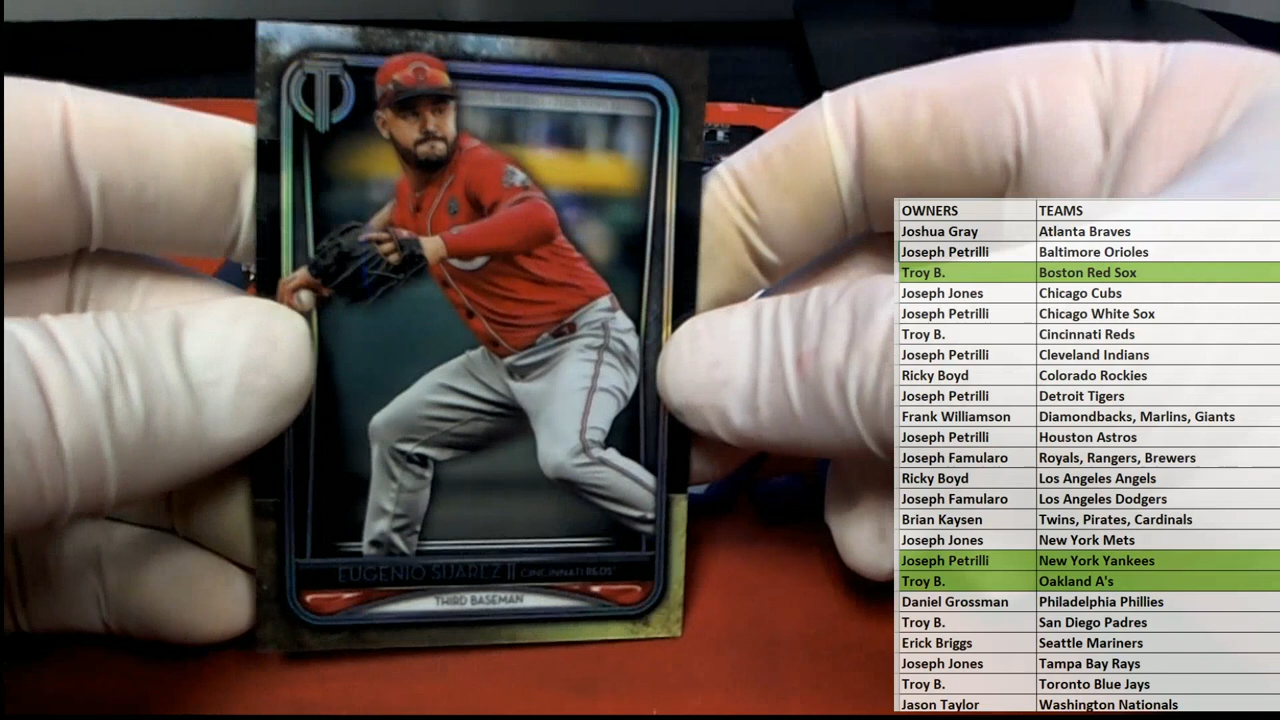 EUGENIO SUÁREZ || CINCINNATI REDS
THIRD BASEMAN
OWNERS TEAMS
Joshua Gray Atlanta Braves
Joseph Petrilli Baltimore Orioles
Troy B. Boston Red Sox
Joseph Jones Chicago Cubs
Joseph Petrilli Chicago White Sox
Troy B. Cincinnati Reds
Joseph Petrilli Cleveland Indians
Ricky Boyd Colorado Rockies
Joseph Petrilli Detroit Tigers
Frank Williamson Diamondbacks, Marlins, Giants
Joseph Petrilli Houston Astros
Joseph Famularo Royals, Rangers, Brewers
Ricky Boyd Los Angeles Angels
Joseph Famularo Los Angeles Dodgers
Brian Kaysen Twins, Pirates, Cardinals
Joseph Jones New York Mets
Joseph Petrilli New York Yankees
Troy B. Oakland A's
Daniel Grossman Philadelphia Phillies
Troy B. San Diego Padres
Erick Briggs Seattle Mariners
Joseph Jones Tampa Bay Rays
Troy B. Toronto Blue Jays
Jason Taylor Washington Nationals